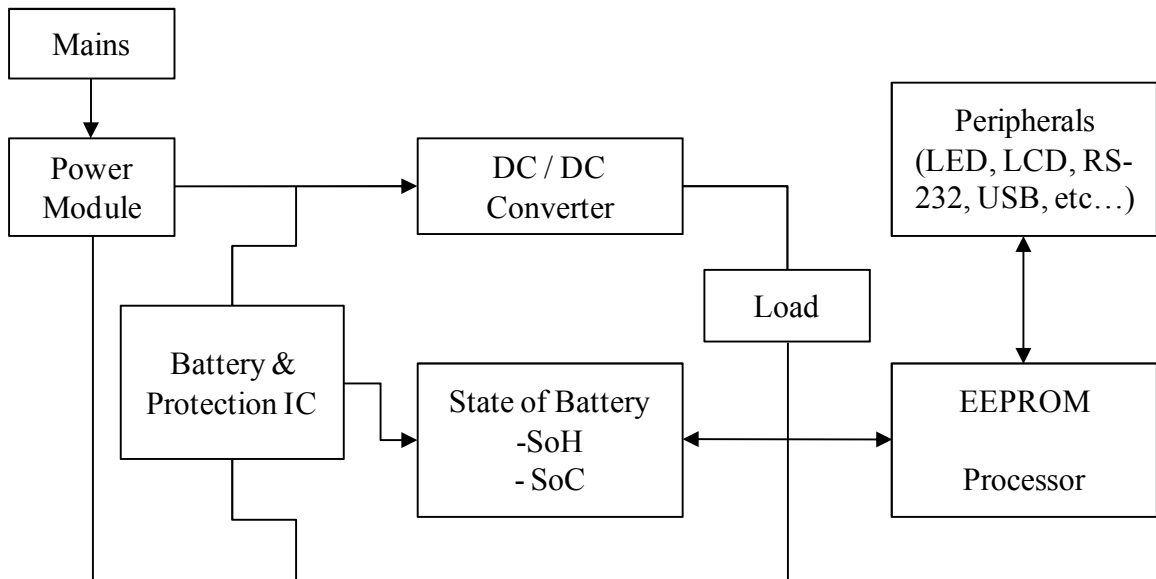 Mains
Power
Module
DC / DC
Converter
Peripherals
(LED, LCD, RS-
232, USB, etc…)
Load
Battery &
Protection IC
State of Battery
-SoH
- SoC
EEPROM
Processor